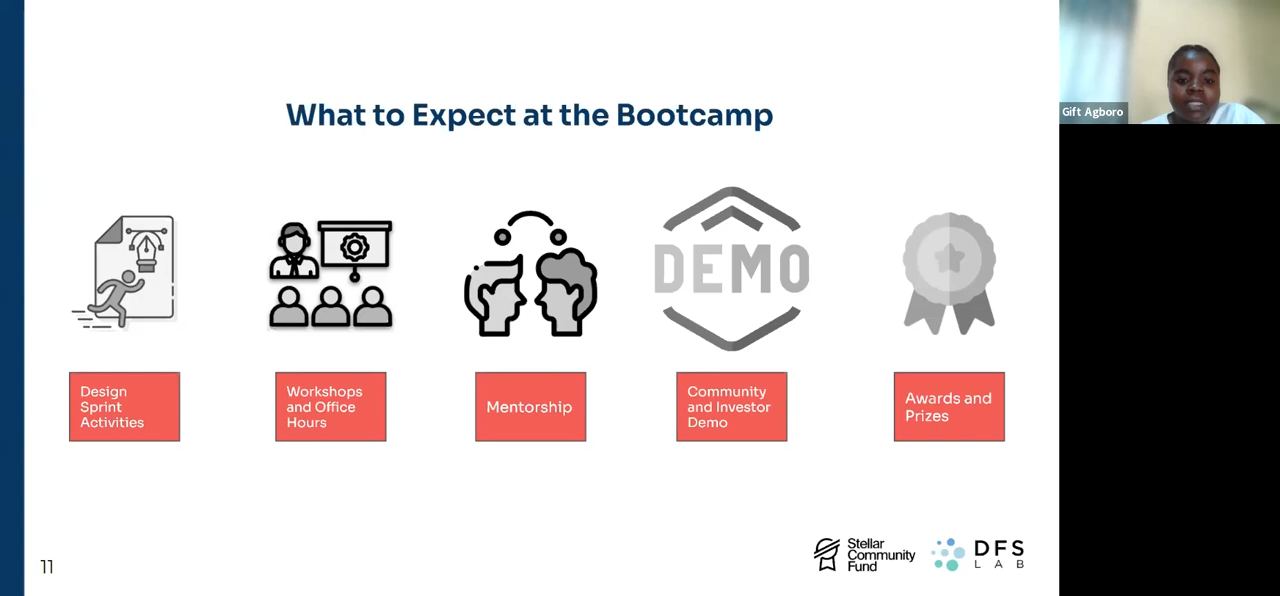 What to Expect at the Bootcamp
Gift Agboro
DEMO
Design
Sprint
Activities
Workshops
and Office
Hours
Mentorship
Community
and Investor
Demo
Awards and
Prizes
Stellar
Community
Fund
DFS
LAB
11